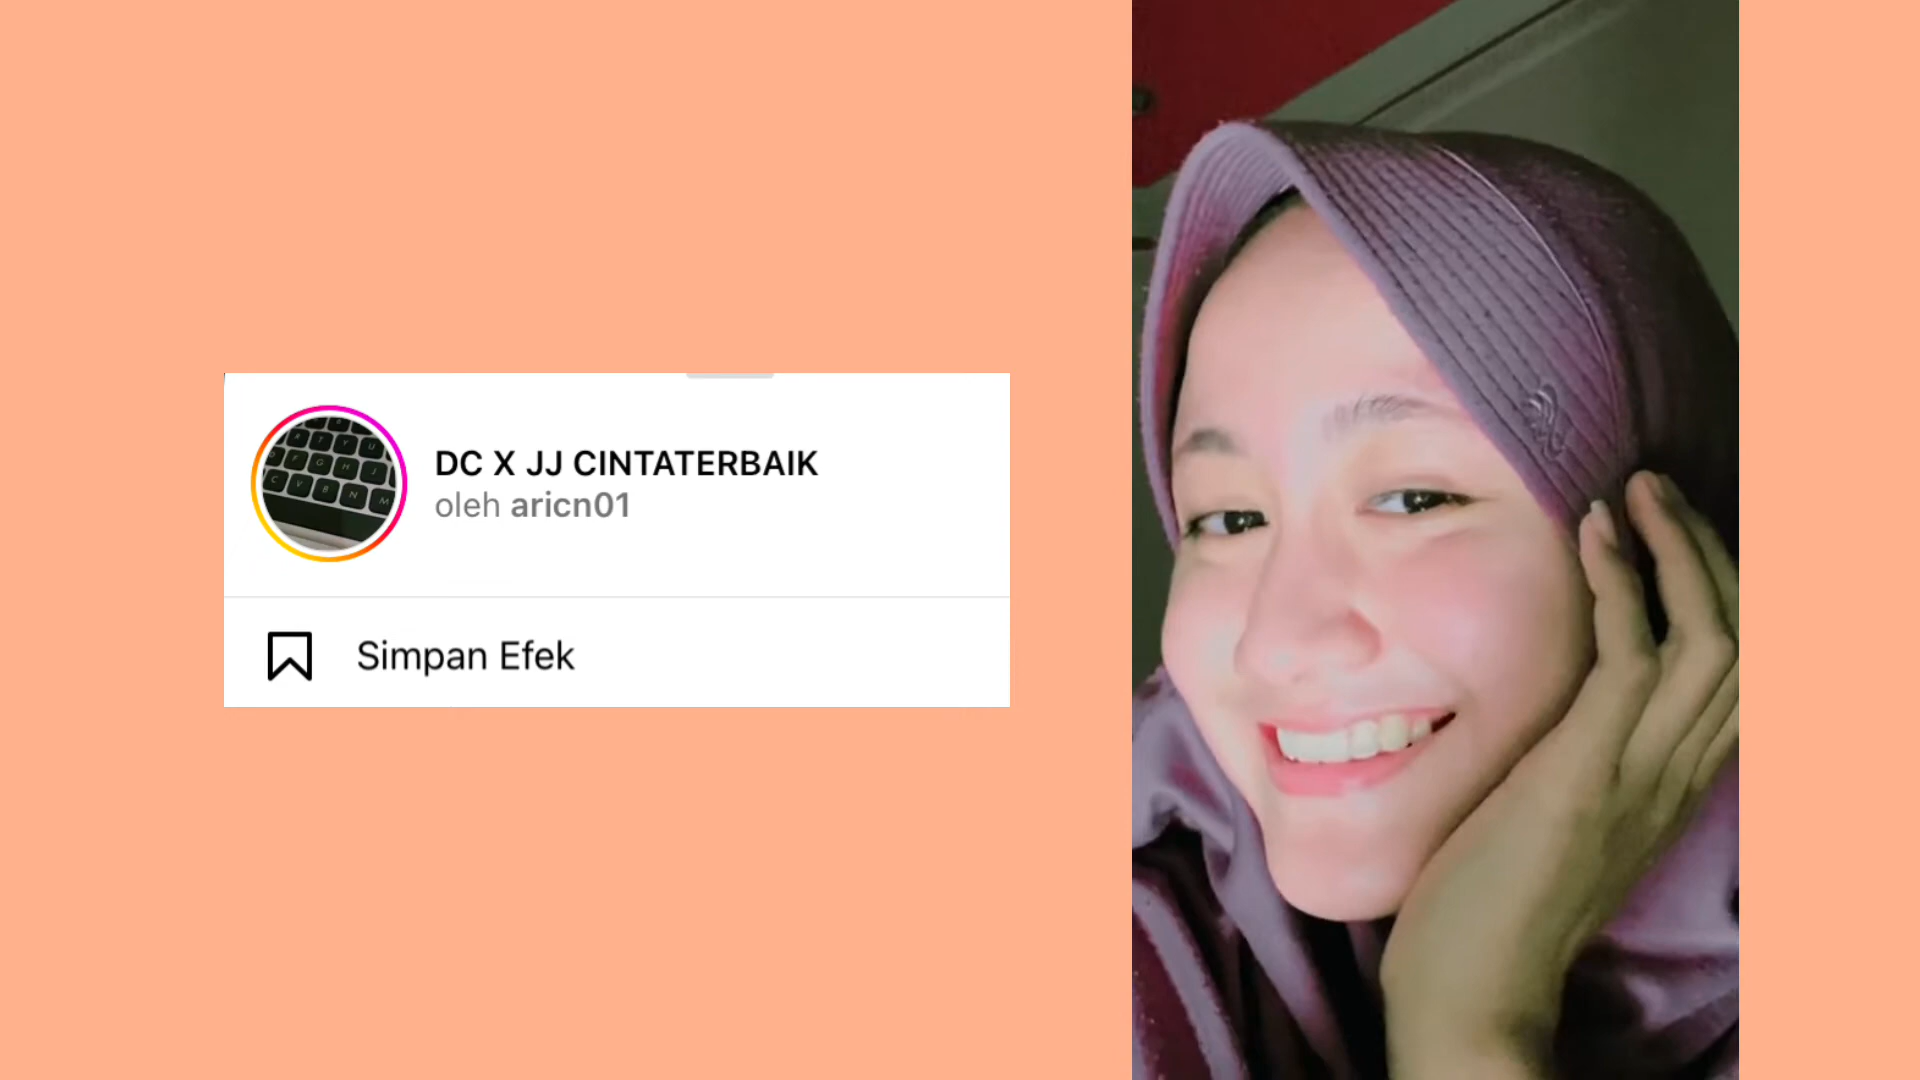 DC X JJ CINTATERBAIK
oleh aricn01
Simpan Efek